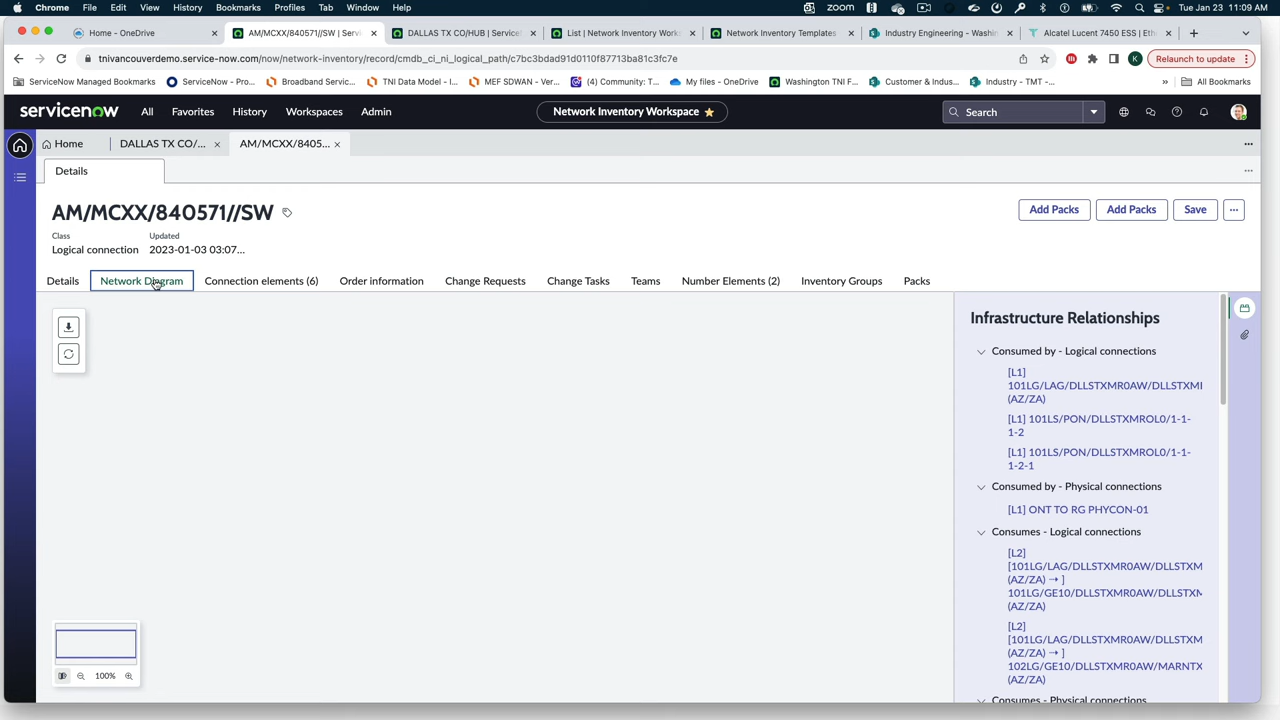 Chrome File Edit View History Bookmarks Profiles Tab Window Help zoom Tue Jan 23 11:09 AM
Home - OneDrive
AM/MCXX/840571//SW | Servic
DALLAS TX CO/HUB | ServiceN
List | Network Inventory Works
Network Inventory Templates
Industry Engineering - Washin
Alcatel Lucent 7450 ESS | Eth
tnivancouverdemo.service-now.com/now/network-inventory/record/cmdb_ci_ni_logical_path/c7bc3bdad91d0110f87713ba81c3fc7e
K
Relaunch to update
ServiceNow Managed Bookmarks
ServiceNow - Pro...
Broadband Servic...
TNI Data Model - I...
MEF SDWAN - Ver...
(4) Community: T...
My files - OneDrive
Washington TNI F...
Customer & Indus...
Industry - TMT -...
»
All Bookmarks
servicenow
All Favorites History Workspaces Admin
Network Inventory Workspace
Search
Home
DALLAS TX CO/...
AM/MCXX/8405...
Details
AM/MCXX/840571//SW
Add Packs
Add Packs
Save
Class
Logical connection
Updated
2023-01-03 03:07...
Details
Network Diagram
Connection elements (6)
Order information
Change Requests
Change Tasks
Teams
Number Elements (2)
Inventory Groups
Packs
100%
Infrastructure Relationships
Consumed by - Logical connections
[L1]
101LG/LAG/DLLSTXMR0AW/DLLSTXMI
(AZ/ZA)
[L1] 101LS/PON/DLLSTXMROL0/1-1-
1-2
[L1] 101LS/PON/DLLSTXMROL0/1-1-
1-2-1
Consumed by - Physical connections
[L1] ONT TO RG PHYCON-01
Consumes - Logical connections
[L2]
[101LG/LAG/DLLSTXMR0AW/DLLSTXM
(AZ/ZA) ➝ ]
101LG/GE10/DLLSTXMR0AW/DLLSTX
(AZ/ZA)
[L2]
[101LG/LAG/DLLSTXMR0AW/DLLSTXM
(AZ/ZA) ➝ ]
102LG/GE10/DLLSTXMR0AW/MARNTX
(AZ/ZA)
Consumes - Physical connections